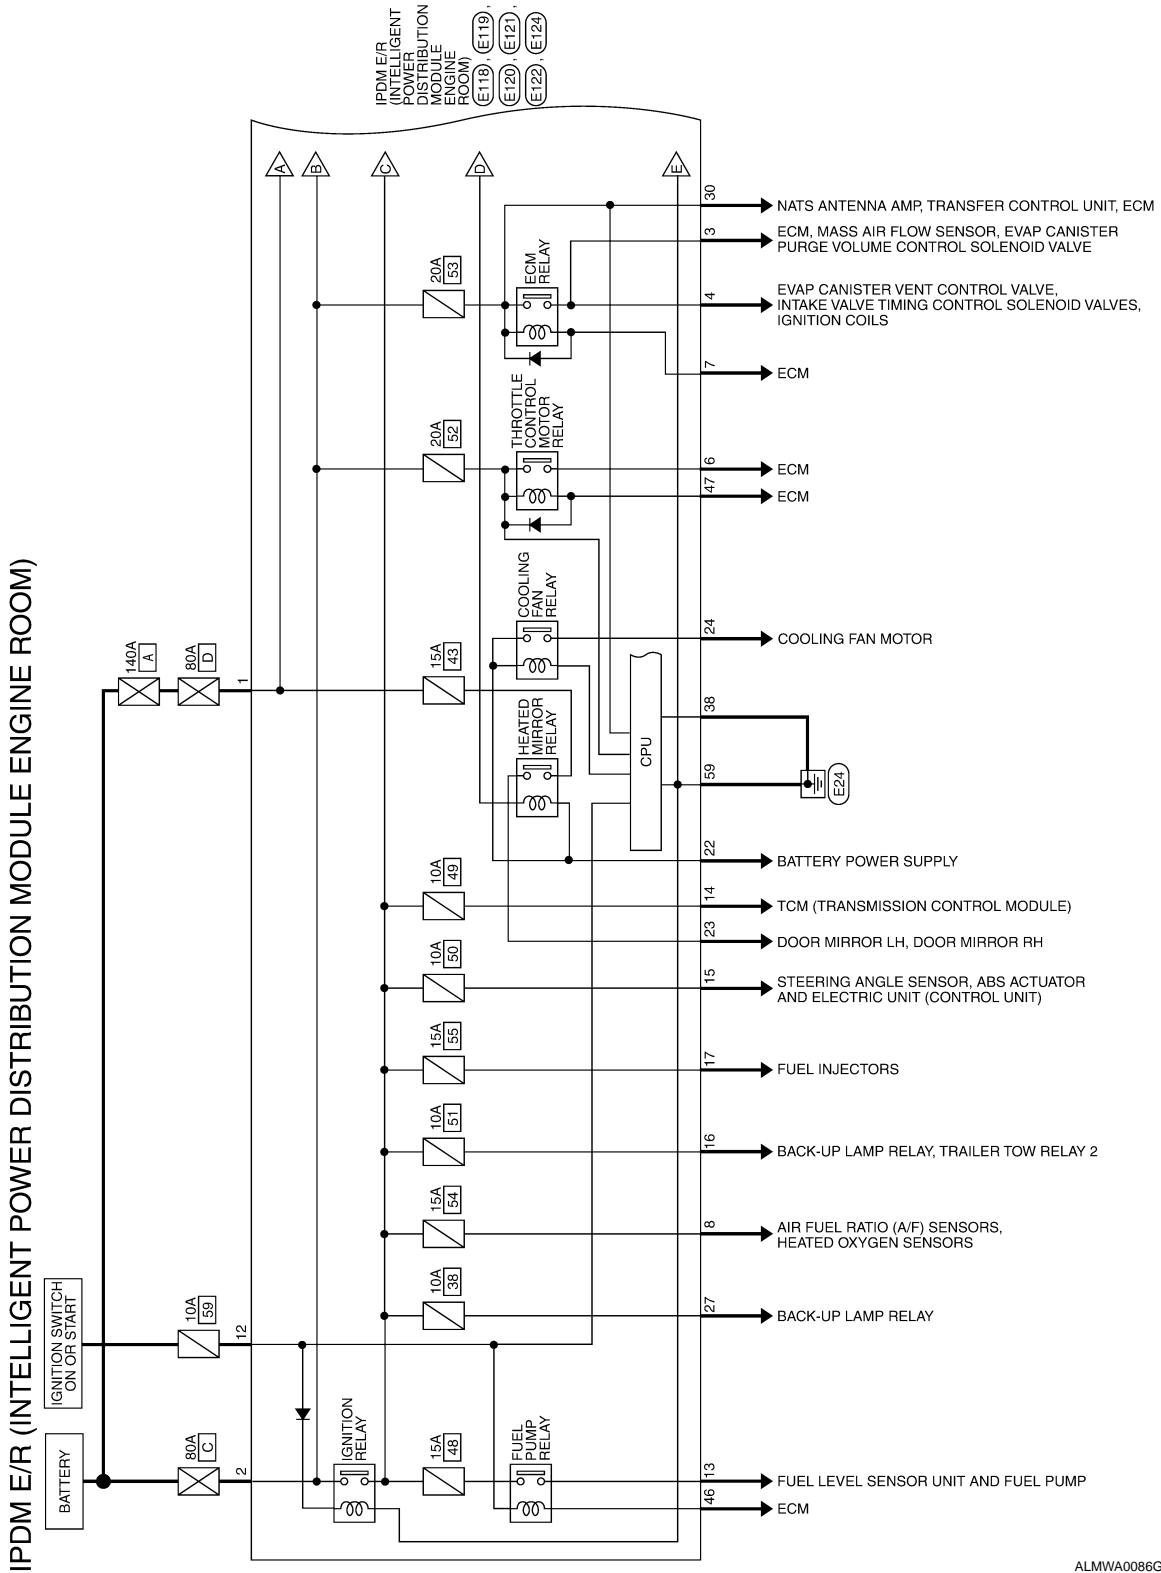 IPDM E/R (INTELLIGENT POWER DISTRIBUTION MODULE ENGINE ROOM)
IPDM E/R
(INTELLIGENT
POWER
DISTRIBUTION
MODULE
ENGINE
ROOM)
E118 , E119 ,
E120 , E121 ,
E122 , E124
A
B
C
D
E
30
NATS ANTENNA AMP, TRANSFER CONTROL UNIT, ECM
3
ECM, MASS AIR FLOW SENSOR, EVAP CANISTER
PURGE VOLUME CONTROL SOLENOID VALVE
20A
53
ECM
RELAY
4
EVAP CANISTER VENT CONTROL VALVE,
INTAKE VALVE TIMING CONTROL SOLENOID VALVES,
IGNITION COILS
7
ECM
20A
52
THROTTLE
CONTROL
MOTOR
RELAY
6
ECM
47
ECM
COOLING
FAN
RELAY
24
COOLING FAN MOTOR
140A
A
80A
D
1
15A
43
HEATED
MIRROR
RELAY
CPU
38
59
E24
22
BATTERY POWER SUPPLY
10A
49
14
TCM (TRANSMISSION CONTROL MODULE)
23
DOOR MIRROR LH, DOOR MIRROR RH
10A
50
15
STEERING ANGLE SENSOR, ABS ACTUATOR
AND ELECTRIC UNIT (CONTROL UNIT)
15A
55
17
FUEL INJECTORS
10A
51
16
BACK-UP LAMP RELAY, TRAILER TOW RELAY 2
15A
54
8
AIR FUEL RATIO (A/F) SENSORS,
HEATED OXYGEN SENSORS
10A
38
27
BACK-UP LAMP RELAY
IGNITION SWITCH
ON OR START
10A
59
12
BATTERY
80A
C
2
IGNITION
RELAY
15A
48
FUEL
PUMP
RELAY
13
FUEL LEVEL SENSOR UNIT AND FUEL PUMP
46
ECM
ALMWA0086G